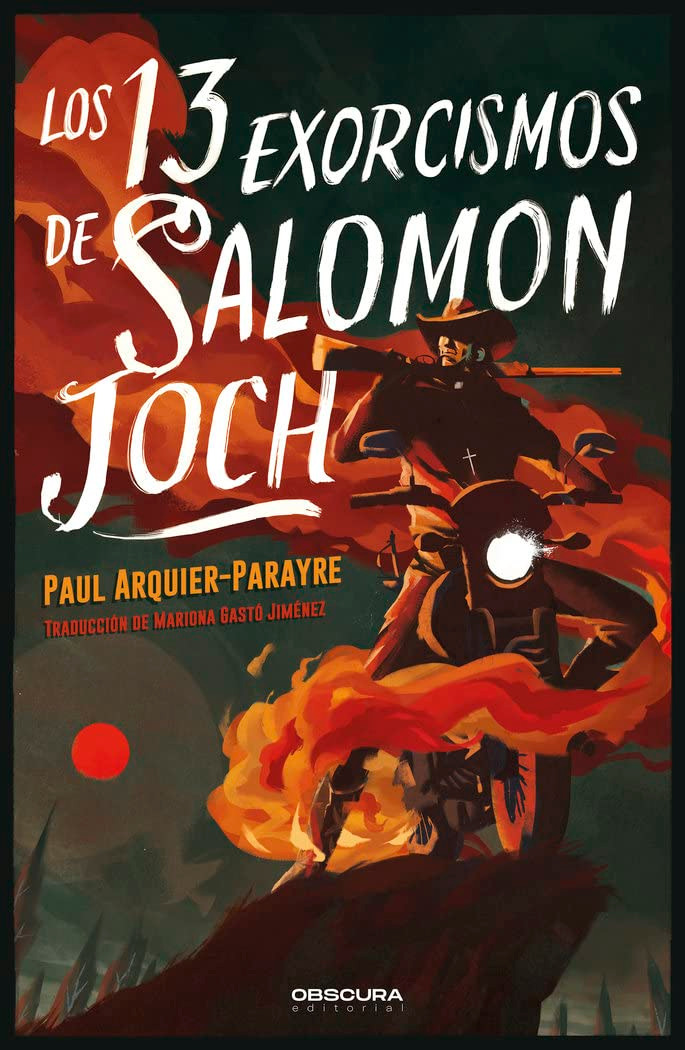 LOS 13 EXORCISMOS
DE SALOMON
JOCH
PAUL ARQUIER-PARAYRE
TRADUCCIÓN DE MARIONA GASTÓ JIMÉNEZ
OBSCURA
editorial